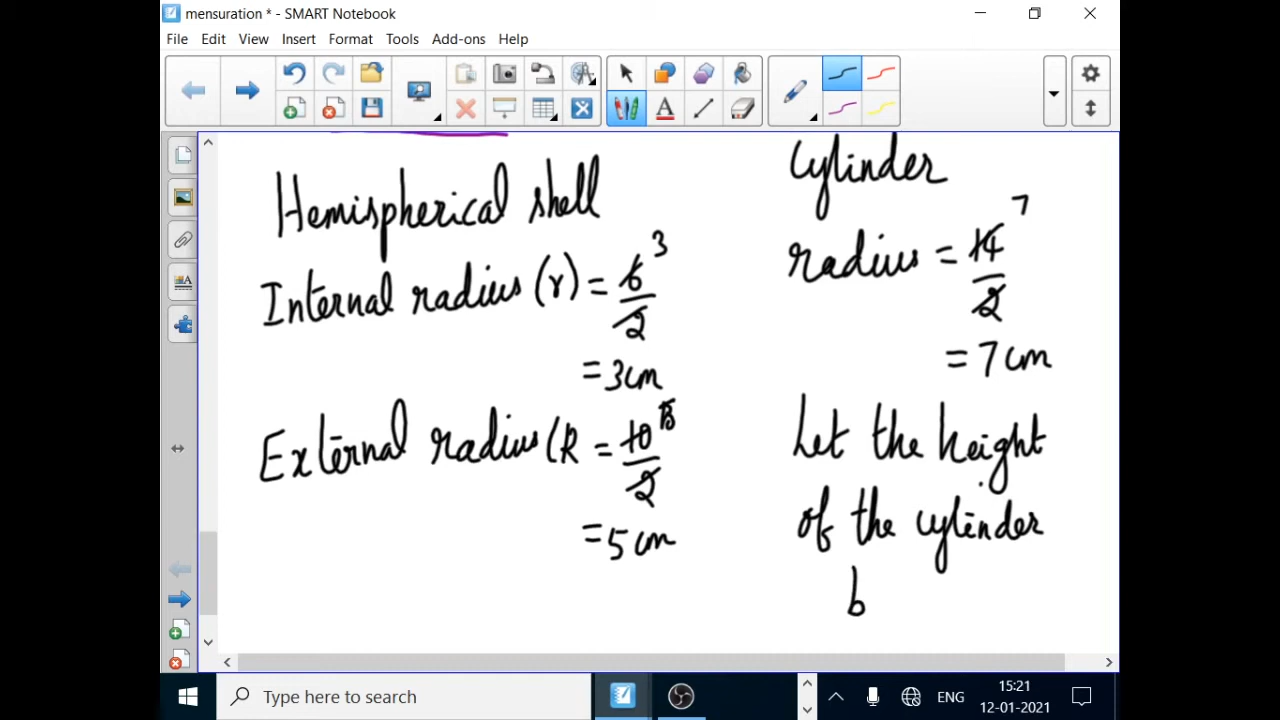 mensuration * - SMART Notebook
File Edit View Insert Format Tools Add-ons Help
Hemispherical shell
Internal radius (r) = 6/2 3
= 3cm
External radius (R = 10/2
= 5 cm
Cylinder
radius = 14/2 7
= 7 cm
Let the height
of the cylinder
b
Type here to search
ENG
15:21
12-01-2021